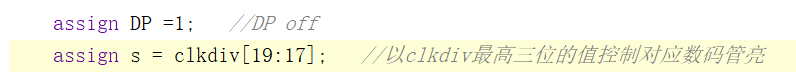 assign DP =1;   //DP off
assign s = clkdiv[19:17];   //以clkdiv最高三位的值控制对应数码管亮